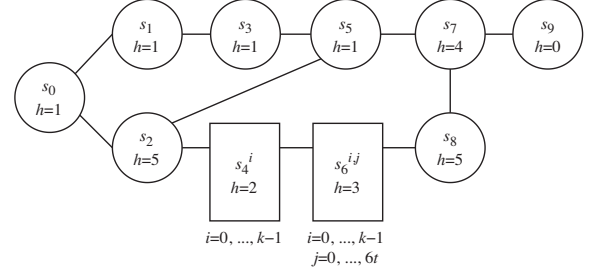 s₁
h=1
s₃
h=1
s₅
h=1
s₇
h=4
s₉
h=0
s₀
h=1
s₂
h=5
s₄ⁱ
h=2
s₆ⁱ,ʲ
h=3
s₈
h=5
i=0, ..., k−1
i=0, ..., k−1
j=0, ..., 6t